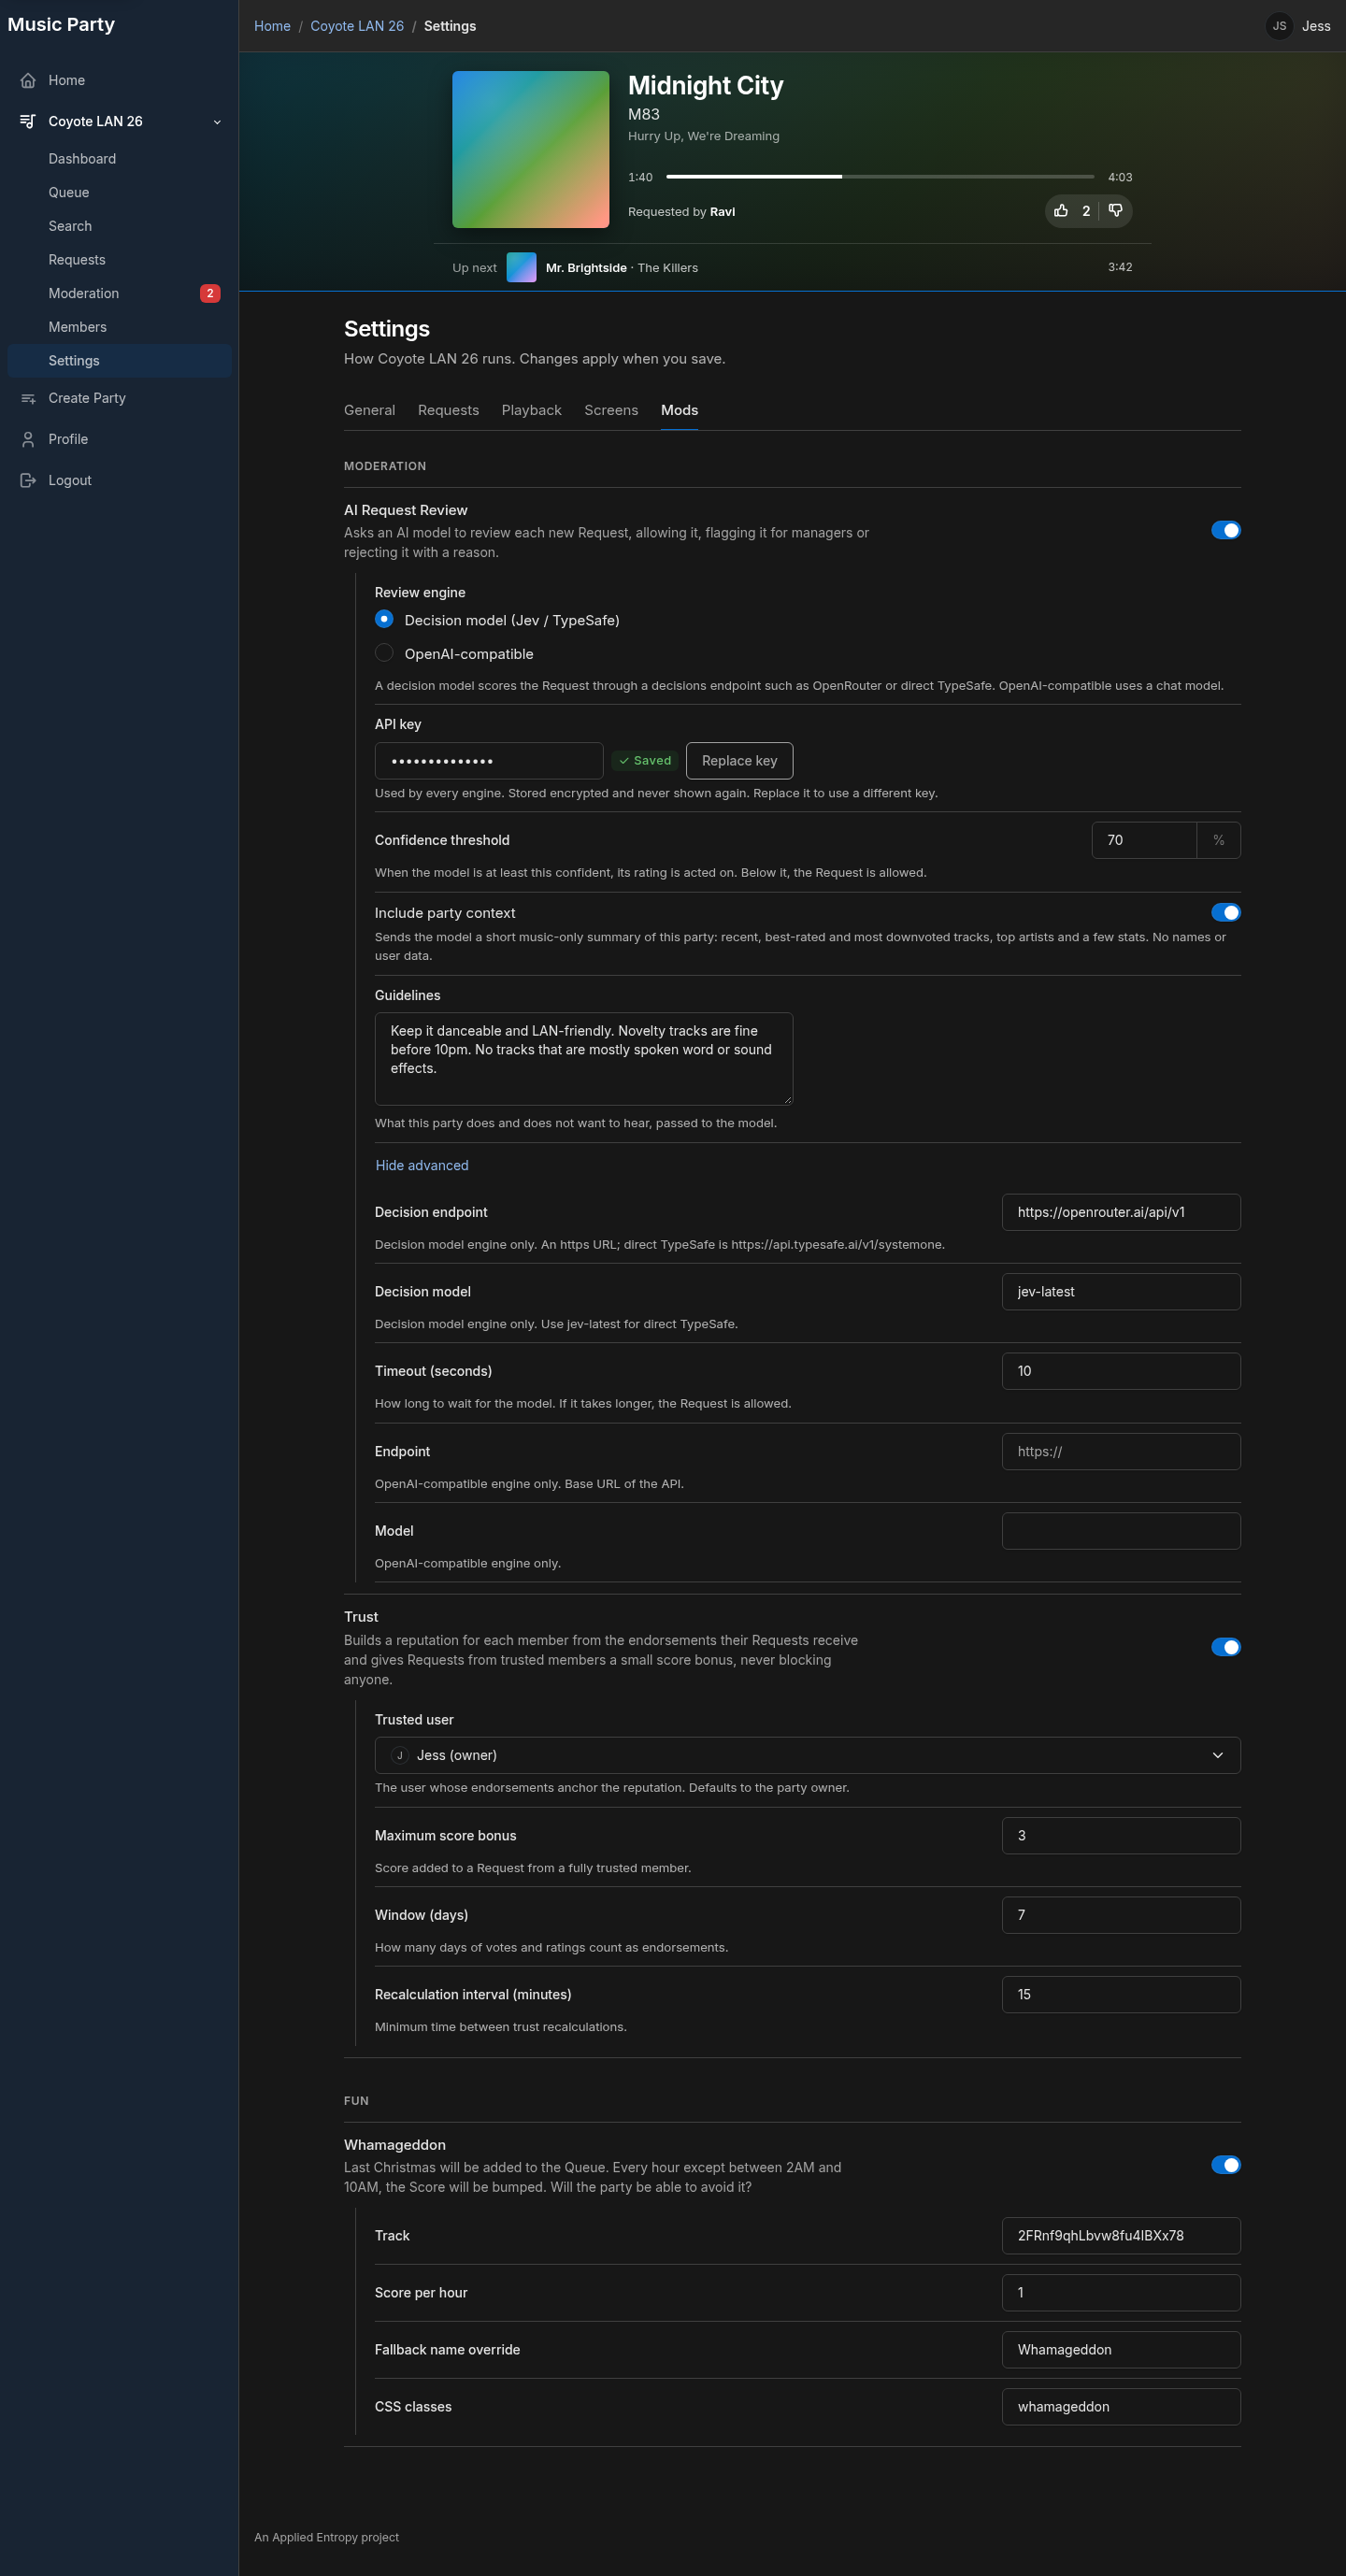 Music Party
Home
Coyote LAN 26
Dashboard
Queue
Search
Requests
Moderation 2
Members
Settings
Create Party
Profile
Logout
Home / Coyote LAN 26 / Settings
JS Jess
Midnight City
M83
Hurry Up, We're Dreaming
1:40 4:03
Requested by Ravi
2
Up next Mr. Brightside · The Killers 3:42
Settings
How Coyote LAN 26 runs. Changes apply when you save.
General Requests Playback Screens Mods
MODERATION
AI Request Review
Asks an AI model to review each new Request, allowing it, flagging it for managers or
rejecting it with a reason.
Review engine
Decision model (Jev / TypeSafe)
OpenAI-compatible
A decision model scores the Request through a decisions endpoint such as OpenRouter or direct TypeSafe. OpenAI-compatible uses a chat model.
API key
•••••••••••••• ✓ Saved Replace key
Used by every engine. Stored encrypted and never shown again. Replace it to use a different key.
Confidence threshold 70 %
When the model is at least this confident, its rating is acted on. Below it, the Request is allowed.
Include party context
Sends the model a short music-only summary of this party: recent, best-rated and most downvoted tracks, top artists and a few stats. No names or
user data.
Guidelines
Keep it danceable and LAN-friendly. Novelty tracks are fine
before 10pm. No tracks that are mostly spoken word or sound
effects.
What this party does and does not want to hear, passed to the model.
Hide advanced
Decision endpoint https://openrouter.ai/api/v1
Decision model engine only. An https URL; direct TypeSafe is https://api.typesafe.ai/v1/systemone.
Decision model jev-latest
Decision model engine only. Use jev-latest for direct TypeSafe.
Timeout (seconds) 10
How long to wait for the model. If it takes longer, the Request is allowed.
Endpoint https://
OpenAI-compatible engine only. Base URL of the API.
Model
OpenAI-compatible engine only.
Trust
Builds a reputation for each member from the endorsements their Requests receive
and gives Requests from trusted members a small score bonus, never blocking
anyone.
Trusted user
J Jess (owner)
The user whose endorsements anchor the reputation. Defaults to the party owner.
Maximum score bonus 3
Score added to a Request from a fully trusted member.
Window (days) 7
How many days of votes and ratings count as endorsements.
Recalculation interval (minutes) 15
Minimum time between trust recalculations.
FUN
Whamageddon
Last Christmas will be added to the Queue. Every hour except between 2AM and
10AM, the Score will be bumped. Will the party be able to avoid it?
Track 2FRnf9qhLbvw8fu4IBXx78
Score per hour 1
Fallback name override Whamageddon
CSS classes whamageddon
An Applied Entropy project